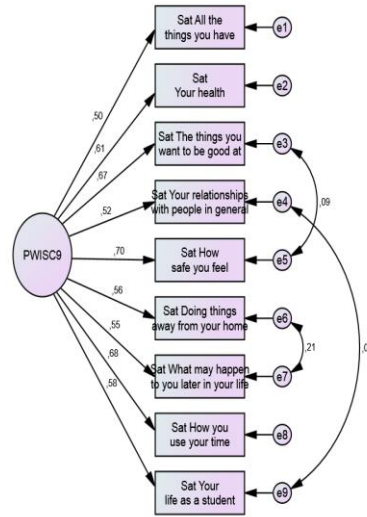 Sat All the
things you have
e1
,50
Sat
Your health
e2
,61
Sat The things you
want to be good at
e3
,67
Sat Your relationships
with people in general
e4
,52
,09
PWISC9
Sat How
safe you feel
e5
,70
Sat Doing things
away from your home
e6
,56
,21
Sat What may happen
to you later in your life
e7
,55
Sat How you
use your time
e8
,68
Sat Your
life as a student
e9
,58